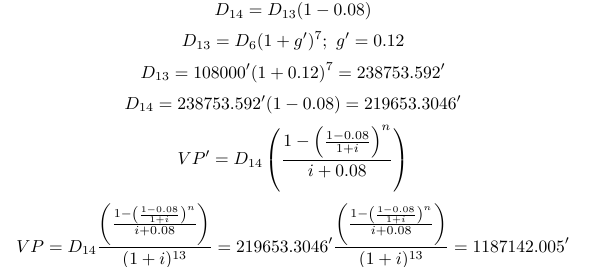 $D_{14} = D_{13}(1 - 0.08)$
$D_{13} = D_6(1 + g')^7;\ g' = 0.12$
$D_{13} = 108000'(1 + 0.12)^7 = 238753.592'$
$D_{14} = 238753.592'(1 - 0.08) = 219653.3046'$
$VP' = D_{14}\left(\frac{1 - \left(\frac{1-0.08}{1+i}\right)^n}{i + 0.08}\right)$
$VP = D_{14}\frac{\left(\frac{1-\left(\frac{1-0.08}{1+i}\right)^n}{i+0.08}\right)}{(1+i)^{13}} = 219653.3046'\frac{\left(\frac{1-\left(\frac{1-0.08}{1+i}\right)^n}{i+0.08}\right)}{(1+i)^{13}} = 1187142.005'$